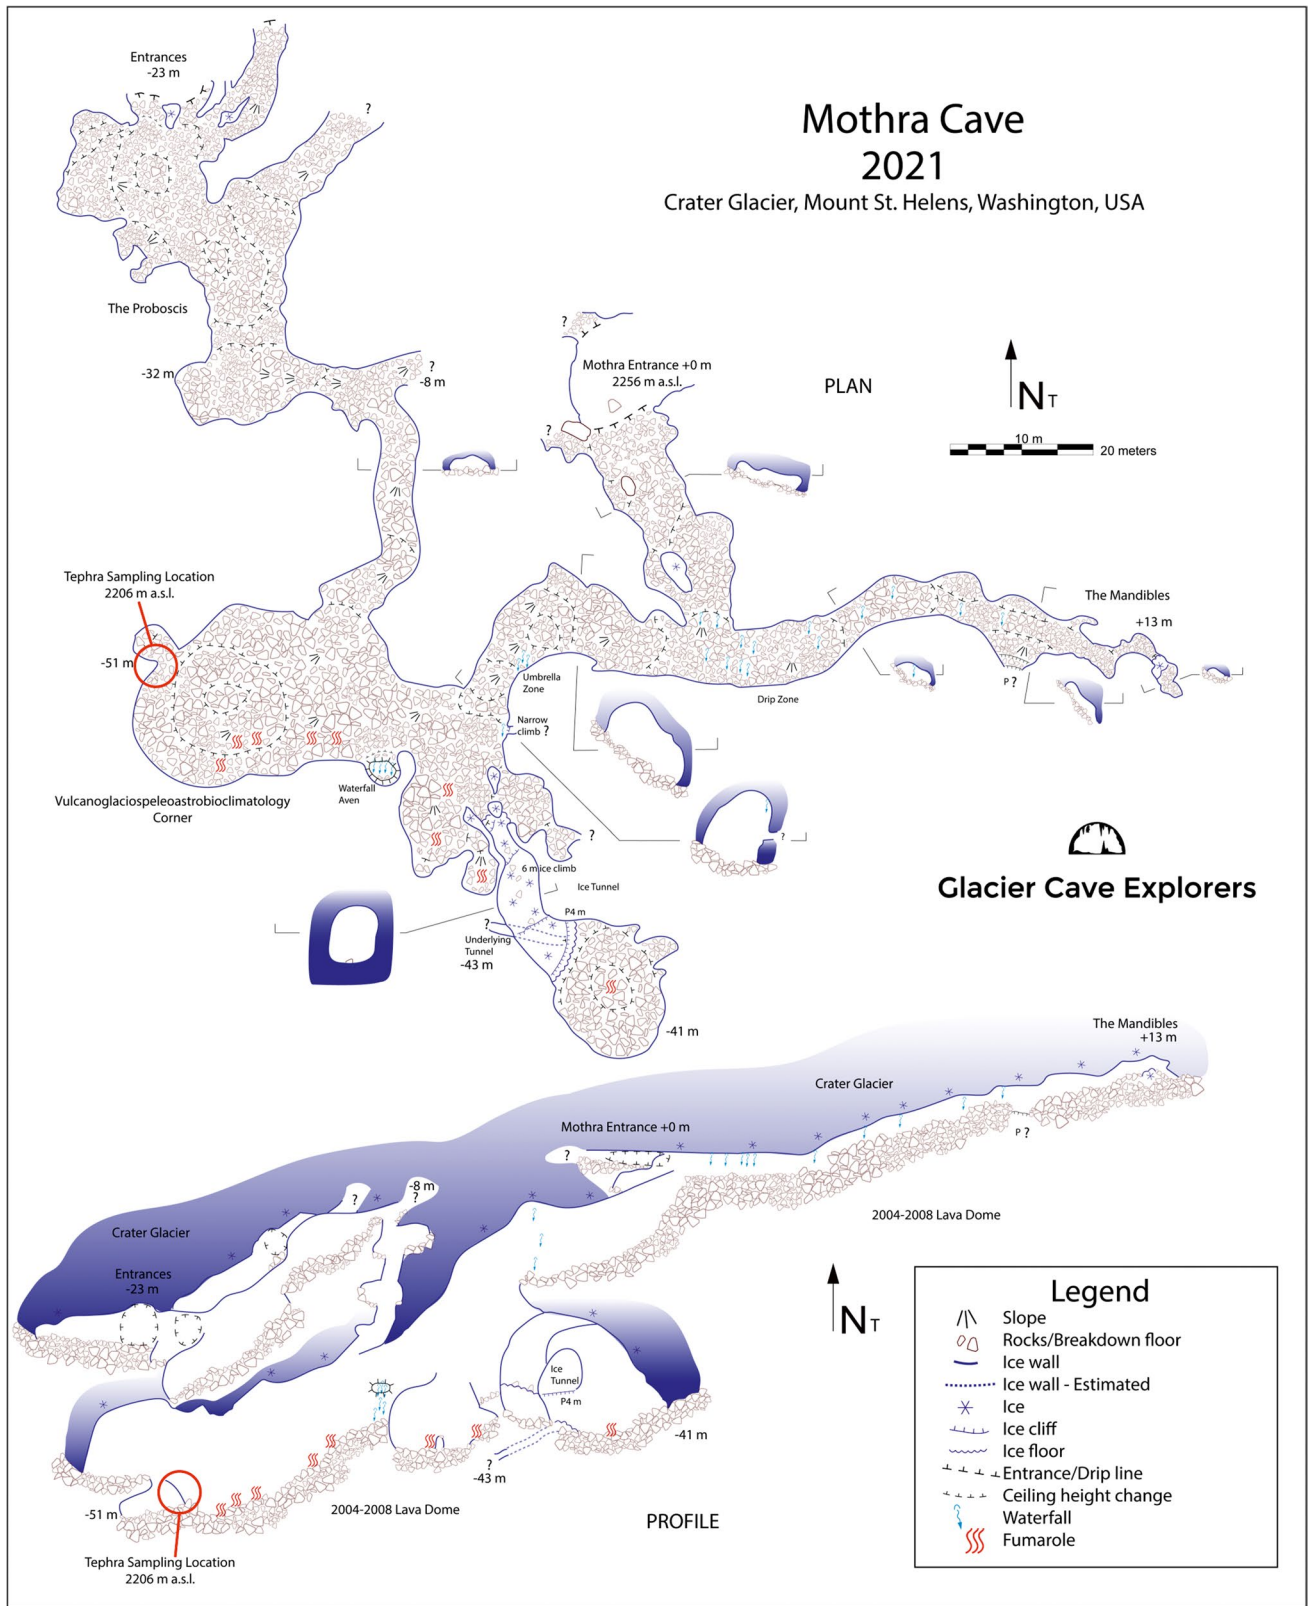 Mothra Cave
2021
Crater Glacier, Mount St. Helens, Washington, USA
Entrances
-23 m
?
The Proboscis
-32 m
?
-8 m
?
Mothra Entrance +0 m
2256 m a.s.l.
?
PLAN
NT
10 m
20 meters
Tephra Sampling Location
2206 m a.s.l.
-51 m
The Mandibles
+13 m
P ?
Umbrella
Zone
Drip Zone
Narrow
climb ?
Waterfall
Aven
Vulcanoglaciospeleoastrobioclimatology
Corner
?
?
6 m ice climb
Ice Tunnel
P4 m
?
Underlying
Tunnel
-43 m
-41 m
Glacier Cave Explorers
The Mandibles
+13 m
Crater Glacier
Mothra Entrance +0 m
?
P ?
-8 m
?
?
Crater Glacier
2004-2008 Lava Dome
Entrances
-23 m
NT
Ice
Tunnel
P4 m
-41 m
?
-43 m
-51 m
2004-2008 Lava Dome
PROFILE
Tephra Sampling Location
2206 m a.s.l.
Legend
Slope
Rocks/Breakdown floor
Ice wall
Ice wall - Estimated
Ice
Ice cliff
Ice floor
Entrance/Drip line
Ceiling height change
Waterfall
Fumarole